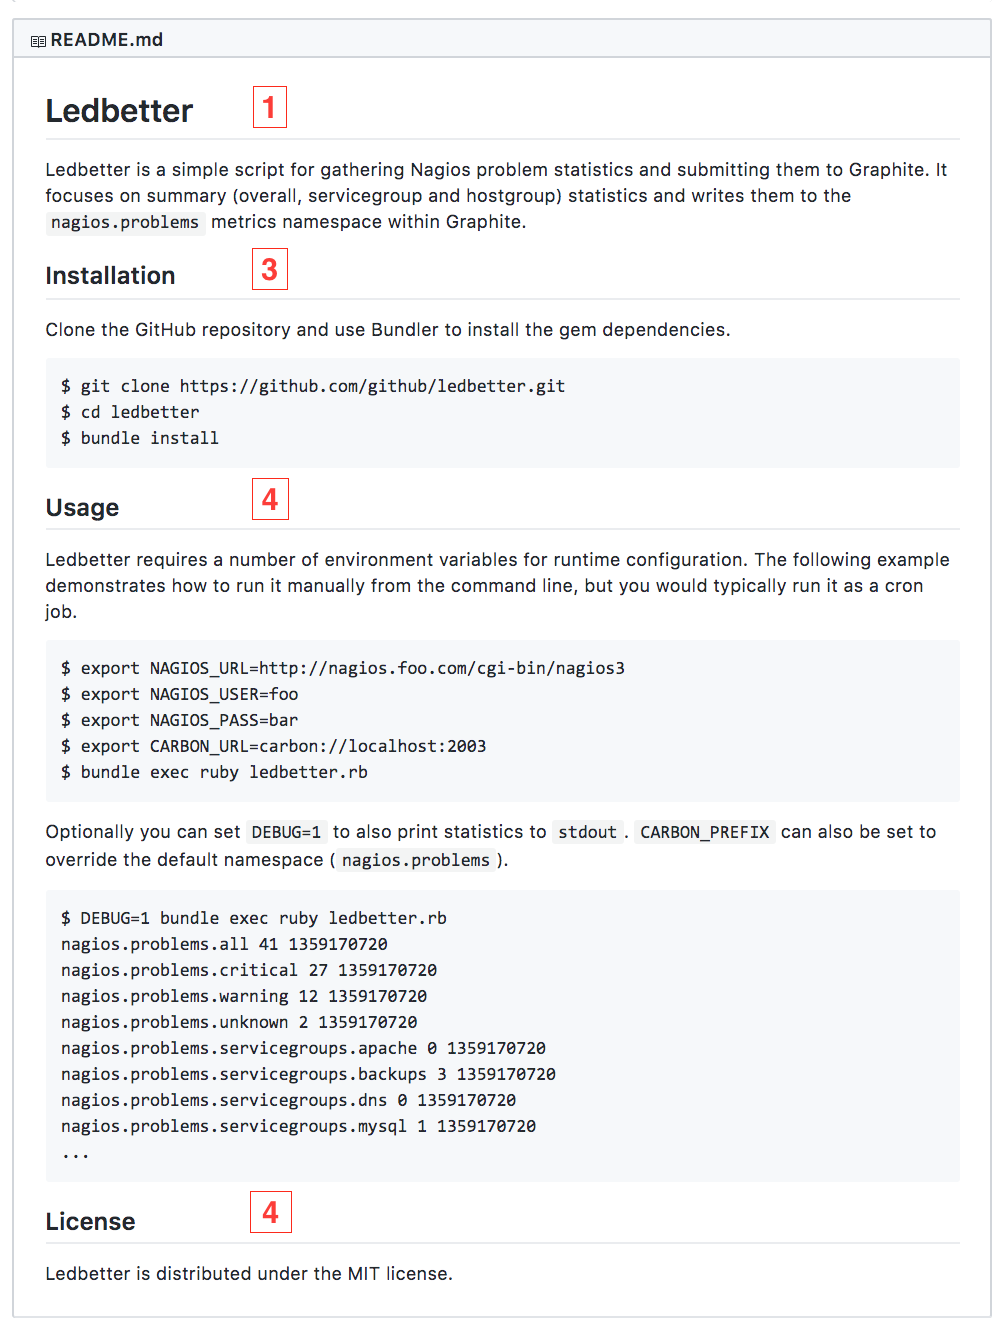 README.md
Ledbetter 1
Ledbetter is a simple script for gathering Nagios problem statistics and submitting them to Graphite. It
focuses on summary (overall, servicegroup and hostgroup) statistics and writes them to the
nagios.problems metrics namespace within Graphite.
Installation 3
Clone the GitHub repository and use Bundler to install the gem dependencies.
$ git clone https://github.com/github/ledbetter.git
$ cd ledbetter
$ bundle install
Usage 4
Ledbetter requires a number of environment variables for runtime configuration. The following example
demonstrates how to run it manually from the command line, but you would typically run it as a cron
job.
$ export NAGIOS_URL=http://nagios.foo.com/cgi-bin/nagios3
$ export NAGIOS_USER=foo
$ export NAGIOS_PASS=bar
$ export CARBON_URL=carbon://localhost:2003
$ bundle exec ruby ledbetter.rb
Optionally you can set DEBUG=1 to also print statistics to stdout. CARBON_PREFIX can also be set to
override the default namespace (nagios.problems).
$ DEBUG=1 bundle exec ruby ledbetter.rb
nagios.problems.all 41 1359170720
nagios.problems.critical 27 1359170720
nagios.problems.warning 12 1359170720
nagios.problems.unknown 2 1359170720
nagios.problems.servicegroups.apache 0 1359170720
nagios.problems.servicegroups.backups 3 1359170720
nagios.problems.servicegroups.dns 0 1359170720
nagios.problems.servicegroups.mysql 1 1359170720
...
License 4
Ledbetter is distributed under the MIT license.